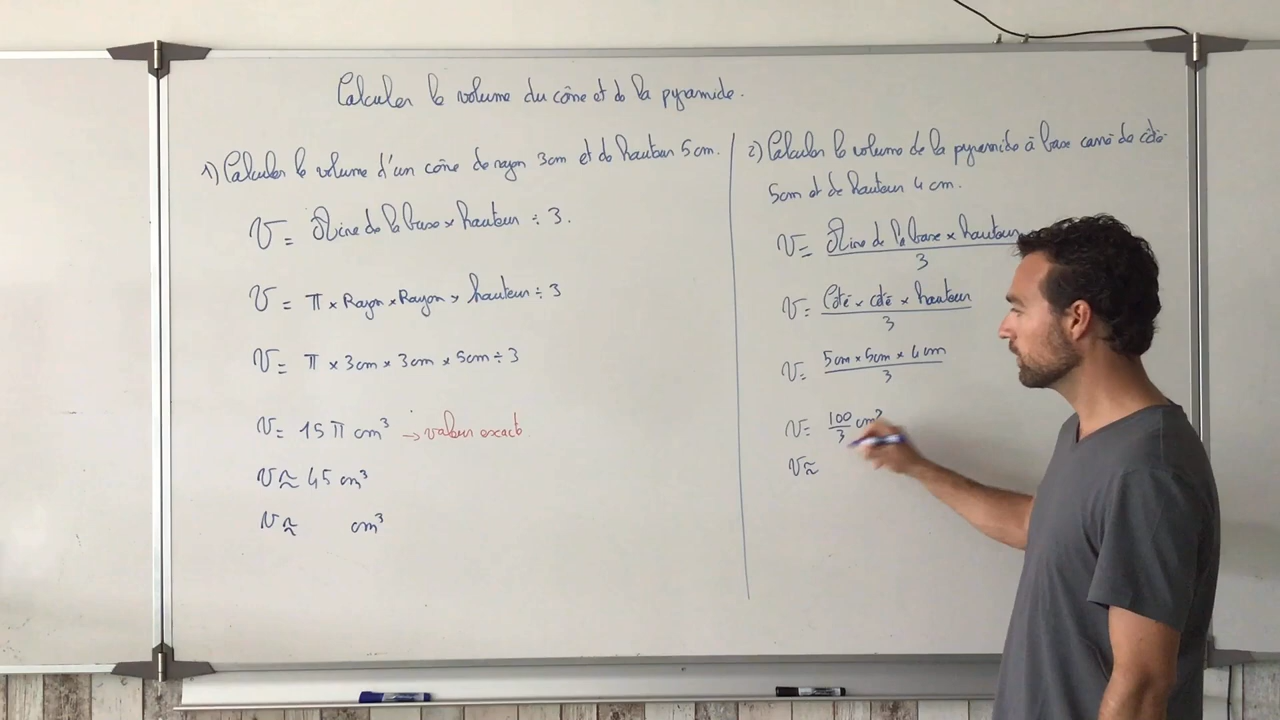 Calculer le volume du cône et de la pyramide.
1) Calculer le volume d'un cône de rayon 3cm et de hauteur 5cm.
V = Aire de la base × hauteur ÷ 3.
V = π × Rayon × Rayon × hauteur ÷ 3
V = π × 3cm × 3cm × 5cm ÷ 3
V = 15 π cm³ → valeur exacte
V ≈ 45 cm³
V ≈ cm³
2) Calculer le volume de la pyramide à base carré de côté
5cm et de hauteur 4 cm.
V = Aire de la base × hauteur / 3
V = Côté × côté × hauteur / 3
V = 5cm × 5cm × 4cm / 3
V = 100/3 cm³
V ≈